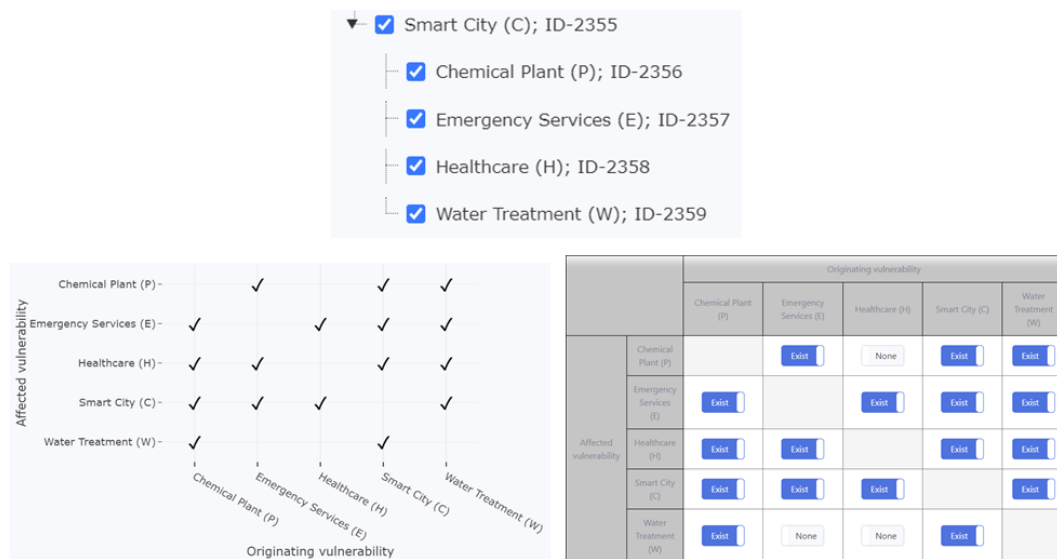 Smart City (C); ID-2355
Chemical Plant (P); ID-2356
Emergency Services (E); ID-2357
Healthcare (H); ID-2358
Water Treatment (W); ID-2359
Affected vulnerability
Chemical Plant (P)
Emergency Services (E)
Healthcare (H)
Smart City (C)
Water Treatment (W)
Chemical Plant (P)
Emergency Services (E)
Healthcare (H)
Smart City (C)
Water Treatment (W)
Originating vulnerability
Originating vulnerability
Chemical Plant
(P)
Emergency
Services (E)
Healthcare (H)
Smart City (C)
Water
Treatment
(W)
Affected
vulnerability
Chemical
Plant (P)
Exist
None
Exist
Exist
Emergency
Services
(E)
Exist
Exist
Exist
Exist
Healthcare
(H)
Exist
Exist
Exist
Exist
Smart City
(C)
Exist
Exist
Exist
Exist
Water
Treatment
(W)
Exist
None
None
Exist